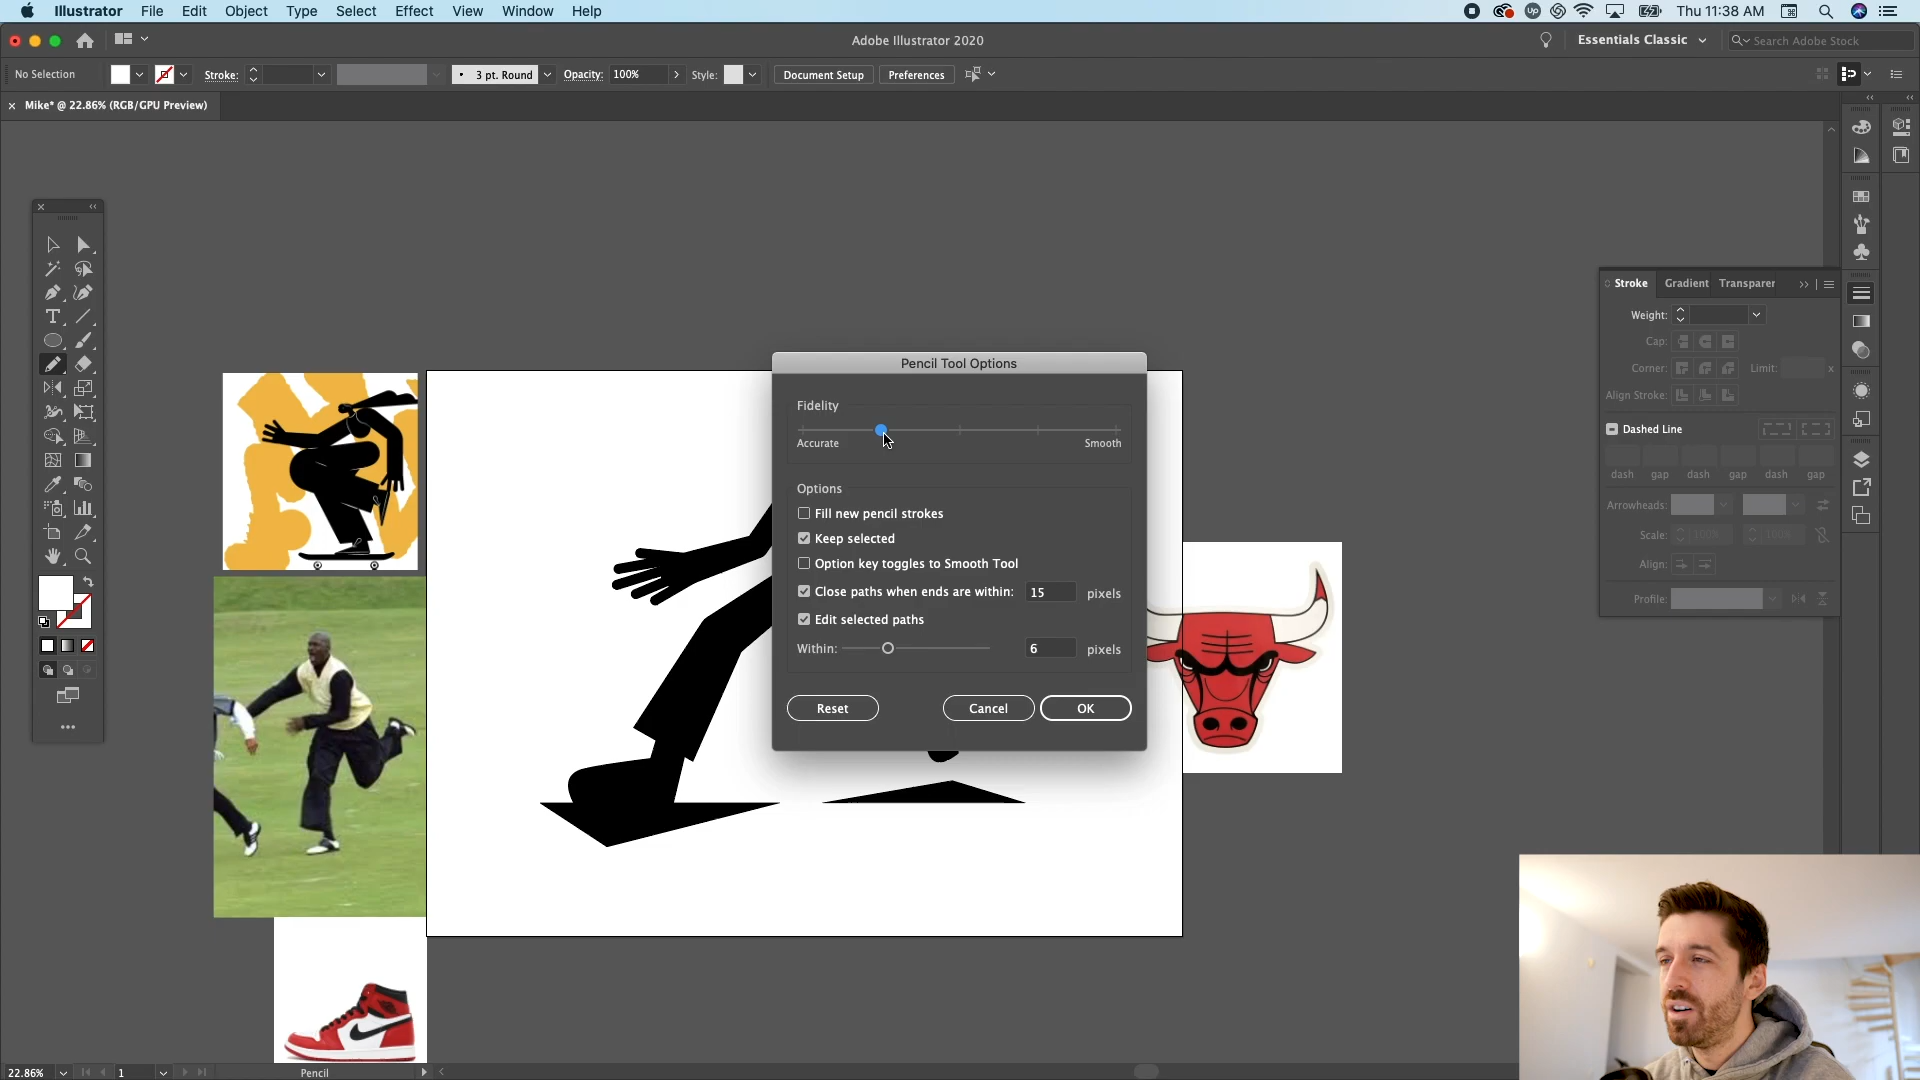 Illustrator File Edit Object Type Select Effect View Window Help
Thu 11:38 AM
Adobe Illustrator 2020
Essentials Classic
Search Adobe Stock
No Selection
Stroke:
3 pt. Round
Opacity: 100%
Style:
Document Setup
Preferences
Mike* @ 22.86% (RGB/GPU Preview)
Stroke Gradient Transparer
Weight:
Cap:
Corner:
Limit:
x
Align Stroke:
Dashed Line
dash gap dash gap dash gap
Arrowheads:
Scale: 100% 100%
Align:
Profile:
Pencil Tool Options
Fidelity
Accurate
Smooth
Options
Fill new pencil strokes
Keep selected
Option key toggles to Smooth Tool
Close paths when ends are within: 15 pixels
Edit selected paths
Within: 6 pixels
Reset
Cancel
OK
22.86%
1
Pencil